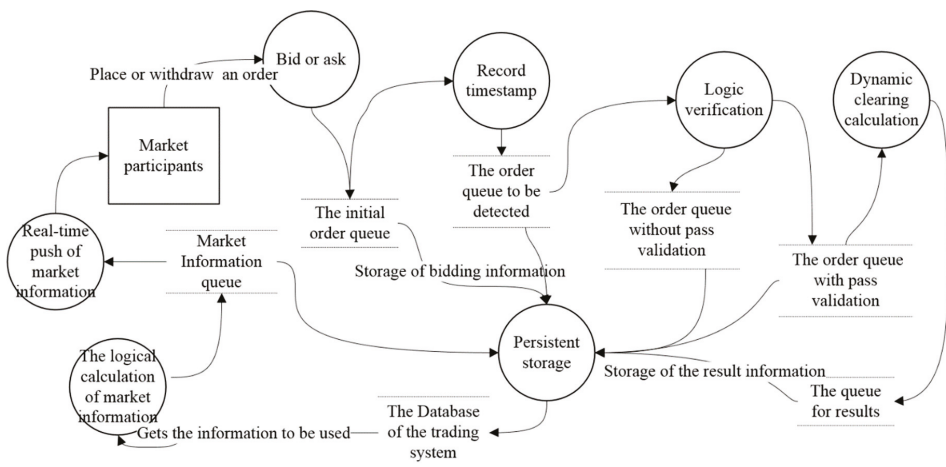 Bid or ask
Place or withdraw an order
Record
timestamp
Logic
verification
Dynamic
clearing
calculation
Market
participants
The order
queue to be
detected
The initial
order queue
The order queue
without pass
validation
Real-time
push of
market
information
Market
Information
queue
The order queue
with pass
validation
Storage of bidding information
Persistent
storage
Storage of the result information
The logical
calculation
of market
information
The queue
for results
The Database
of the trading
system
Gets the information to be used